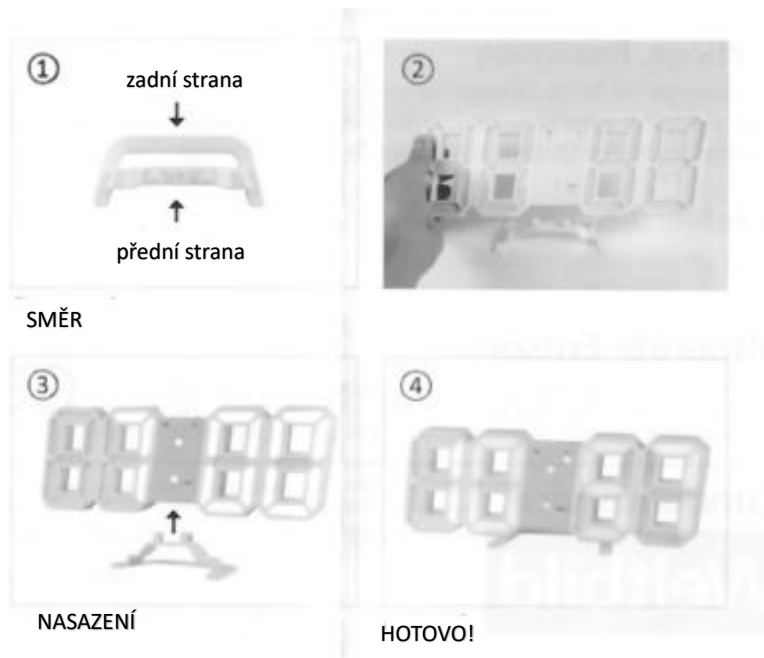 ①
zadní strana
přední strana
SMĚR
②
③
NASAZENÍ
④
HOTOVO!